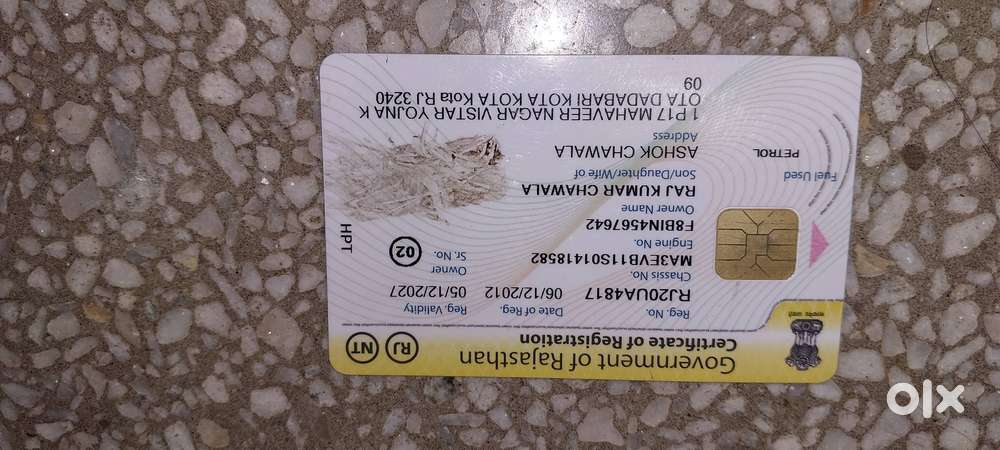 Government of Rajasthan
Certificate of Registration
RJ NT
Reg. No. Date of Reg. Reg. Validity
RJ20UA4817 06/12/2012 05/12/2027
Chassis No. Owner
MA3EVB11S01418582 Sr. No. 02
Engine No.
F8BIN4567642
HPT
Owner Name
RAJ KUMAR CHAWALA
Son/Daughter/Wife of
ASHOK CHAWALA
Address
1 P17 MAHAVEER NAGAR VISTAR YOJNA K
OTA DADABARI KOTA KOTA Kota RJ 3240
09
Fuel Used
PETROL
olx